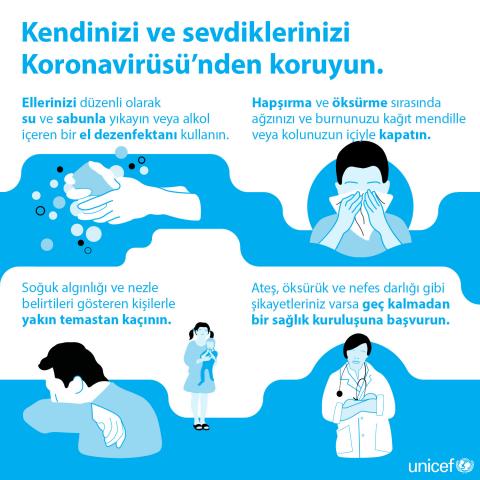 Kendinizi ve sevdiklerinizi
Koronavirüsü’nden koruyun.
Ellerinizi düzenli olarak
su ve sabunla yıkayın veya alkol
içeren bir el dezenfektanı kullanın.
Hapşırma ve öksürme sırasında
ağzınızı ve burnunuzu kağıt mendille
veya kolunuzun içiyle kapatın.
Soğuk algınlığı ve nezle
belirtileri gösteren kişilerle
yakın temastan kaçının.
Ateş, öksürük ve nefes darlığı gibi
şikayetleriniz varsa geç kalmadan
bir sağlık kuruluşuna başvurun.
unicef